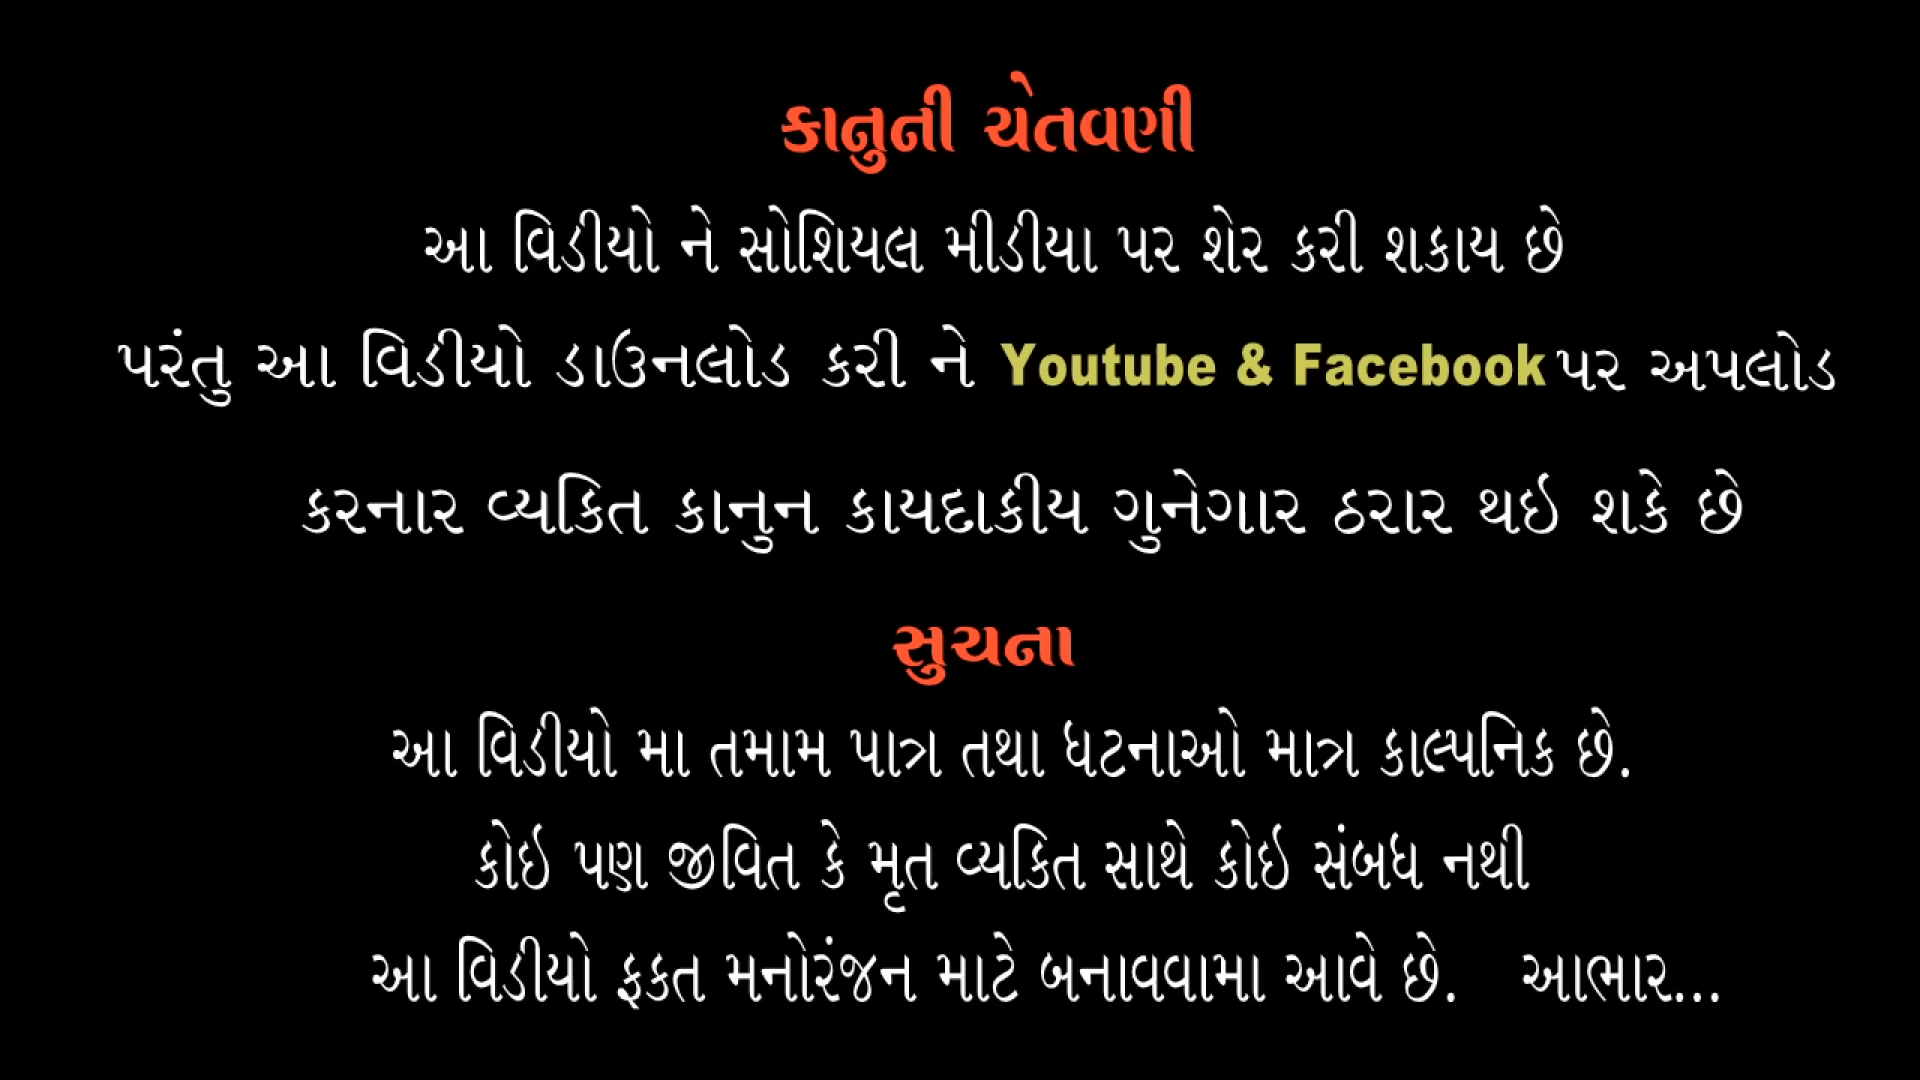 કાનુની ચેતવણી
આ વિડીયો ને સોશિયલ મીડીયા પર શેર કરી શકાય છે
પરંતુ આ વિડીયો ડાઉનલોડ કરી ને Youtube & Facebook પર અપલોડ
કરનાર વ્યકિત કાનુન કાયદાકીય ગુનેગાર ઠરાર થઇ શકે છે
સુચના
આ વિડીયો મા તમામ પાત્ર તથા ધટનાઓ માત્ર કાલ્પનિક છે.
કોઇ પણ જીવિત કે મૃત વ્યકિત સાથે કોઇ સંબધ નથી
આ વિડીયો ફકત મનોરંજન માટે બનાવવામા આવે છે. આભાર...